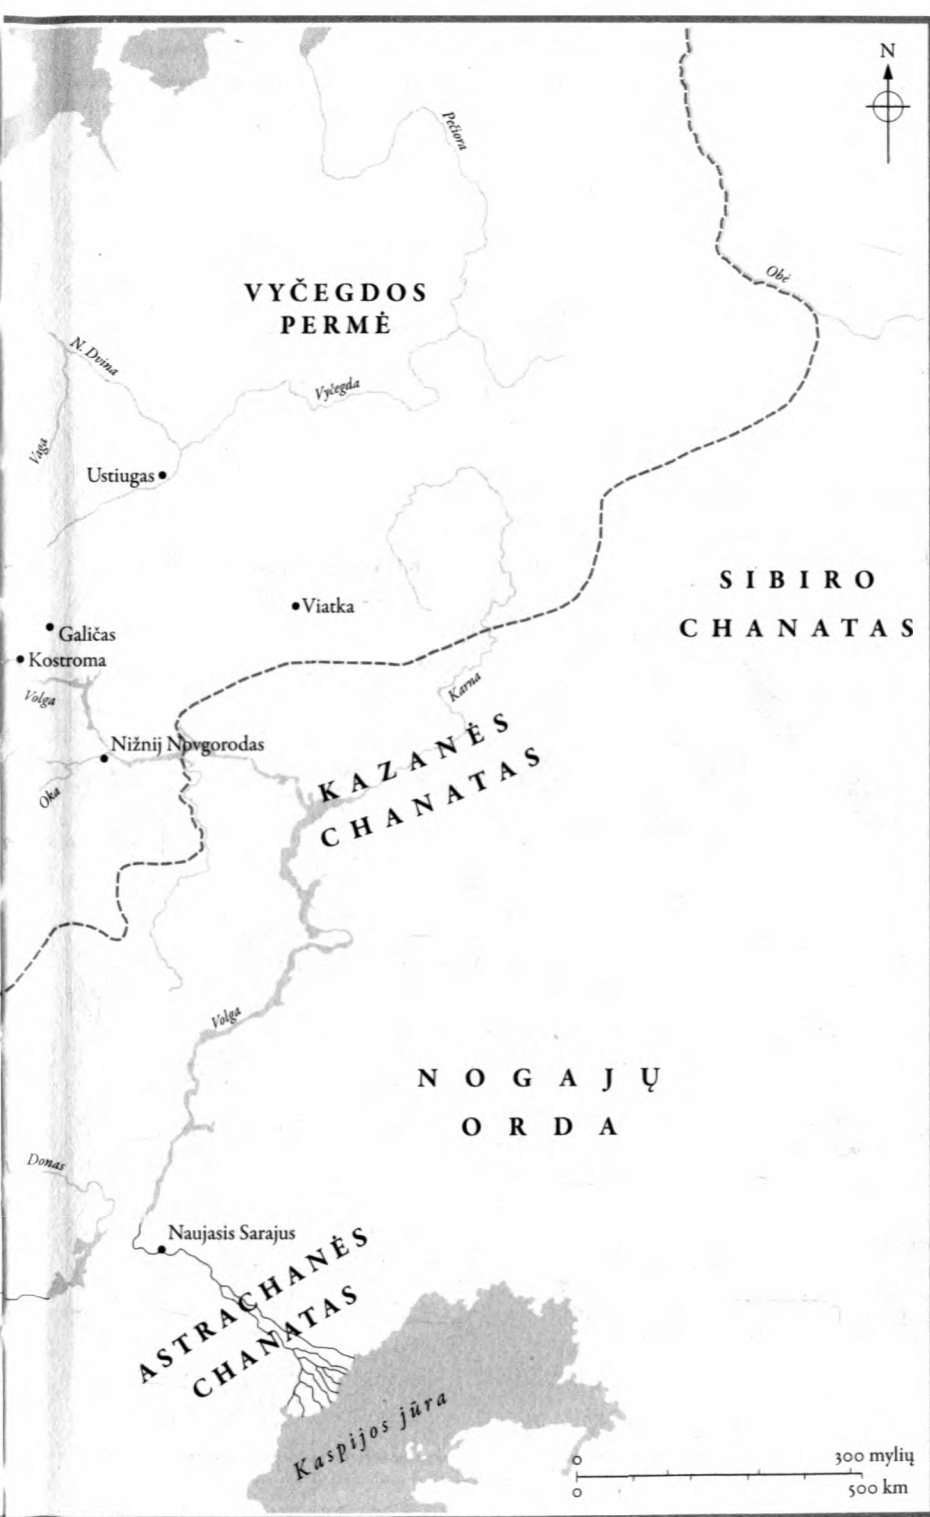 N
Pečiora
Obė
VYČEGDOS
PERMĖ
N. Dvina
Vyčegda
Vaga
Ustiugas
SIBIRO
CHANATAS
Viatka
Galičas
Kostroma
Volga
Karna
Nižnij Novgorodas
Oka
KAZANĖS
CHANATAS
Volga
NOGAJŲ
ORDA
Donas
Naujasis Sarajus
ASTRACHANĖS
CHANATAS
Kaspijos jūra
0 300 mylių
0 500 km